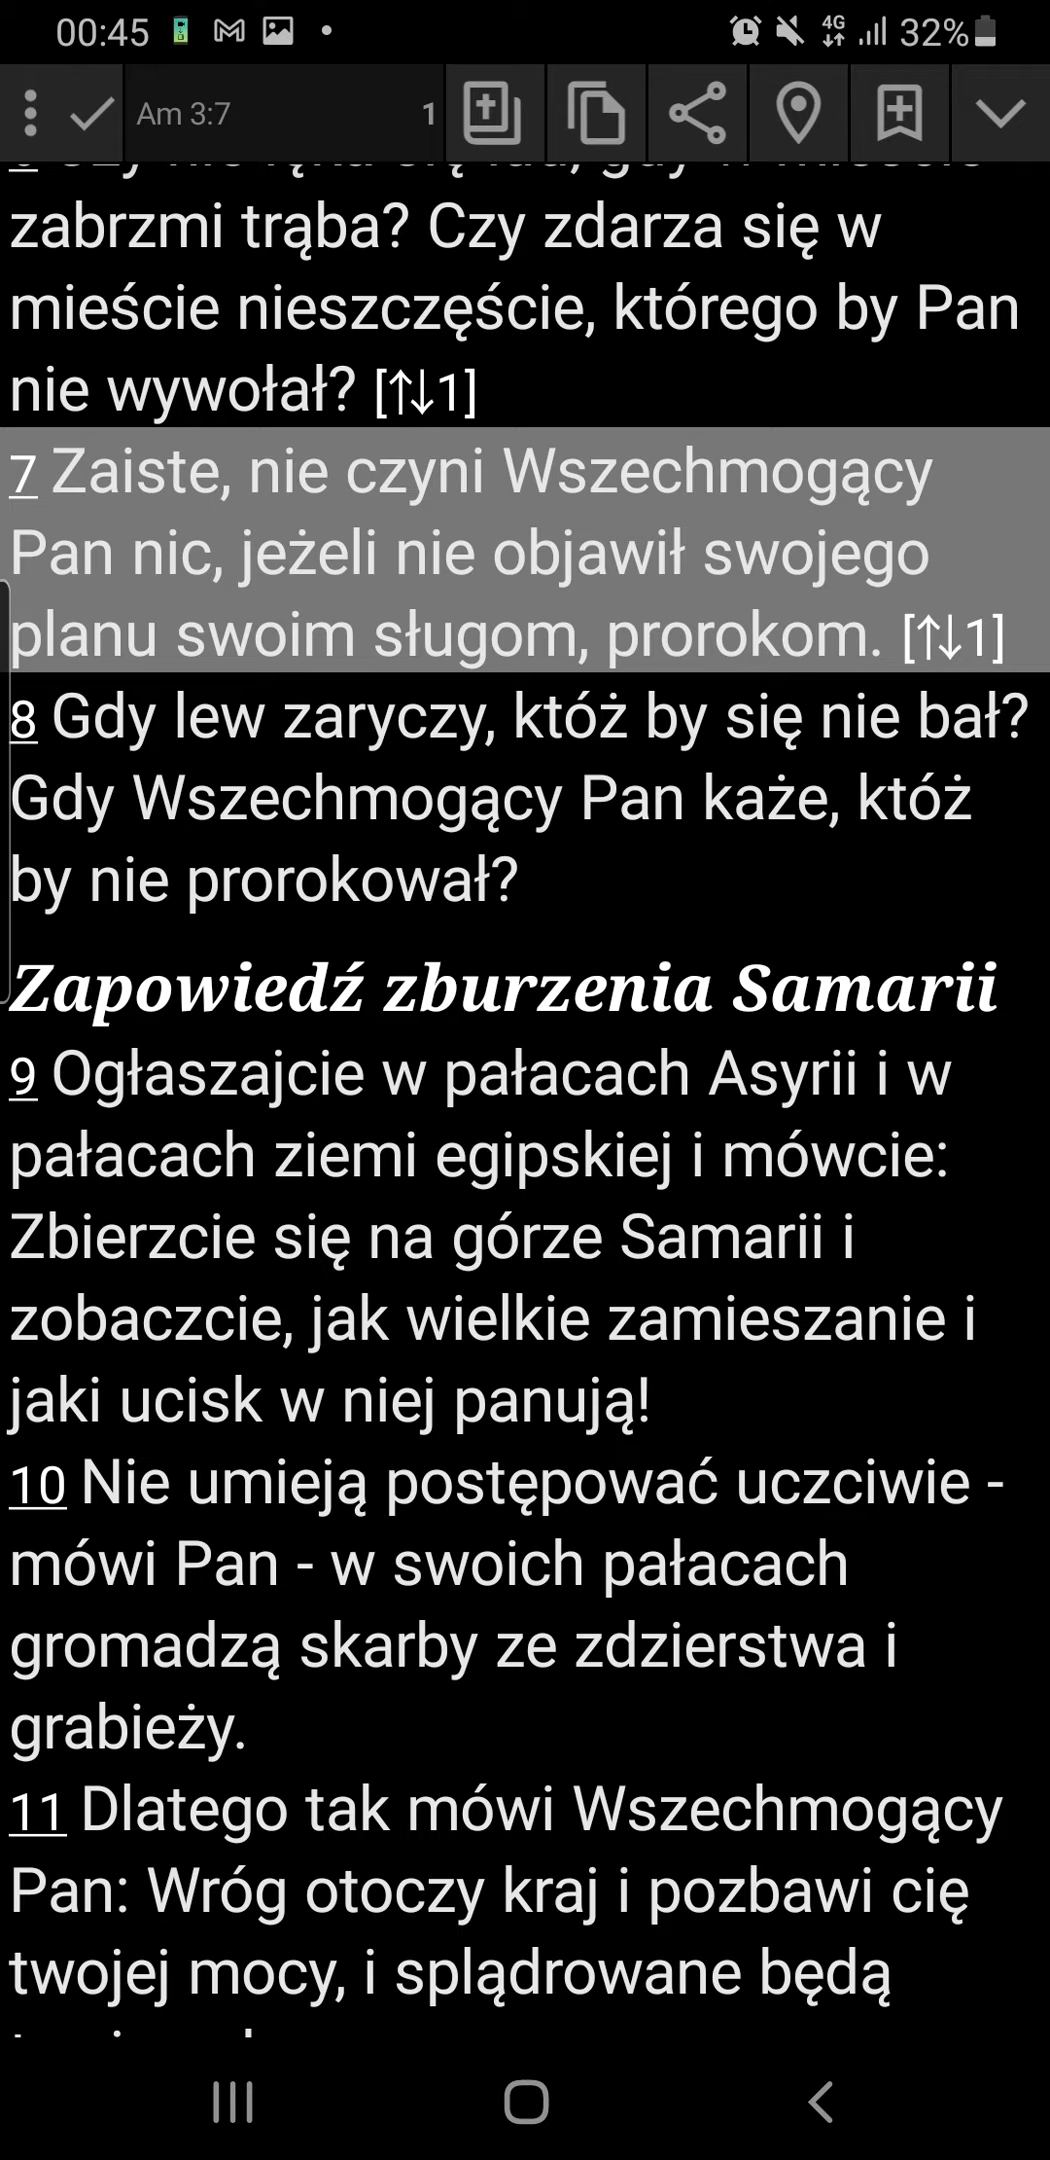 00:45
32%
4G
Am 3:7
1
zabrzmi trąba? Czy zdarza się w
mieście nieszczęście, którego by Pan
nie wywołał? [↑↓1]
7 Zaiste, nie czyni Wszechmogący
Pan nic, jeżeli nie objawił swojego
planu swoim sługom, prorokom. [↑↓1]
8 Gdy lew zaryczy, któż by się nie bał?
Gdy Wszechmogący Pan każe, któż
by nie prorokował?
Zapowiedź zburzenia Samarii
9 Ogłaszajcie w pałacach Asyrii i w
pałacach ziemi egipskiej i mówcie:
Zbierzcie się na górze Samarii i
zobaczcie, jak wielkie zamieszanie i
jaki ucisk w niej panują!
10 Nie umieją postępować uczciwie -
mówi Pan - w swoich pałacach
gromadzą skarby ze zdzierstwa i
grabieży.
11 Dlatego tak mówi Wszechmogący
Pan: Wróg otoczy kraj i pozbawi cię
twojej mocy, i splądrowane będą